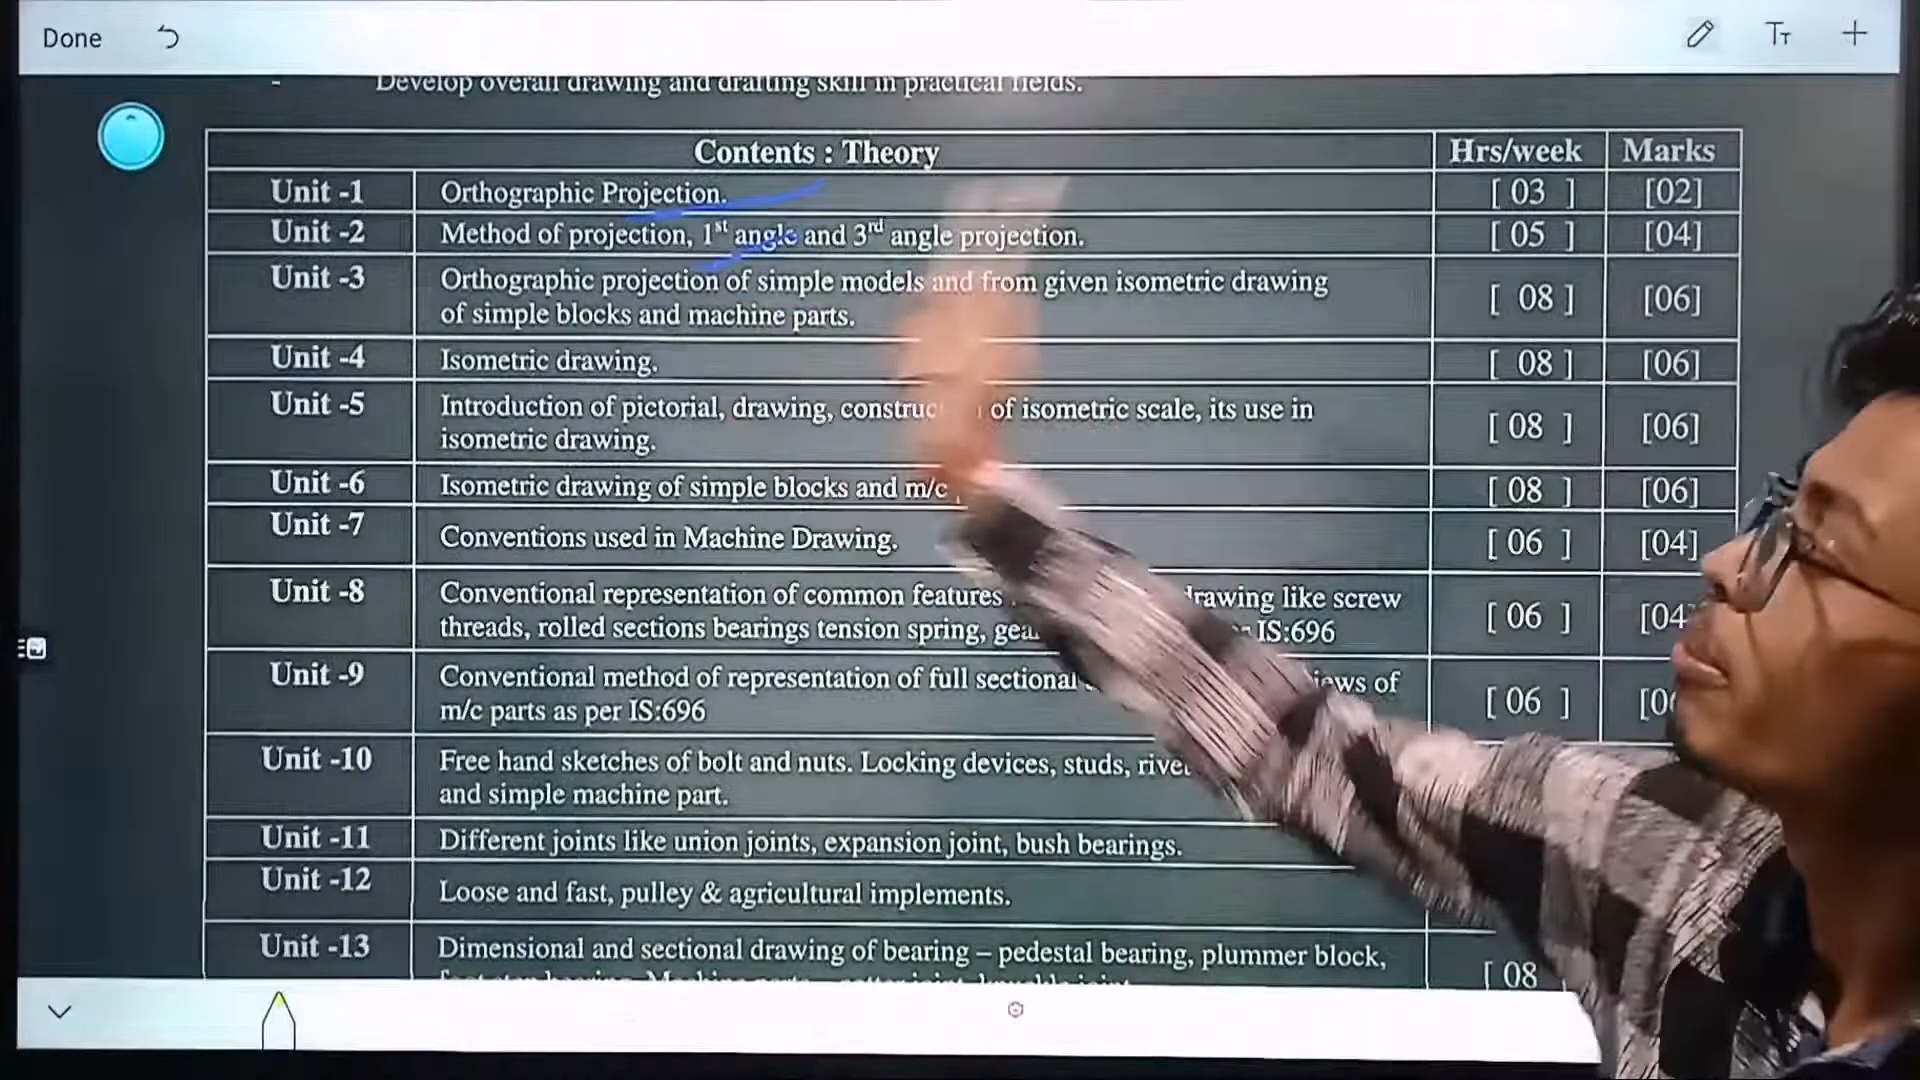 Done
- Develop overall drawing and drafting skill in practical fields.
Contents : Theory Hrs/week Marks
Unit -1 Orthographic Projection. [ 03 ] [02]
Unit -2 Method of projection, 1st angle and 3rd angle projection. [ 05 ] [04]
Unit -3 Orthographic projection of simple models and from given isometric drawing
of simple blocks and machine parts. [ 08 ] [06]
Unit -4 Isometric drawing. [ 08 ] [06]
Unit -5 Introduction of pictorial, drawing, of isometric scale, its use in
isometric drawing. [ 08 ] [06]
Unit -6 Isometric drawing of simple blocks and m/c [ 08 ] [06]
Unit -7 Conventions used in Machine Drawing. [ 06 ] [04]
Unit -8 Conventional representation of common features drawing like screw
threads, rolled sections bearings tension spring, IS:696 [ 06 ] [04
Unit -9 Conventional method of representation of full sectional views of
m/c parts as per IS:696 [ 06 ]
Unit -10 Free hand sketches of bolt and nuts. Locking devices, studs,
and simple machine part.
Unit -11 Different joints like union joints, expansion joint, bush bearings.
Unit -12 Loose and fast, pulley & agricultural implements.
Unit -13 Dimensional and sectional drawing of bearing – pedestal bearing, plummer block,
[ 08